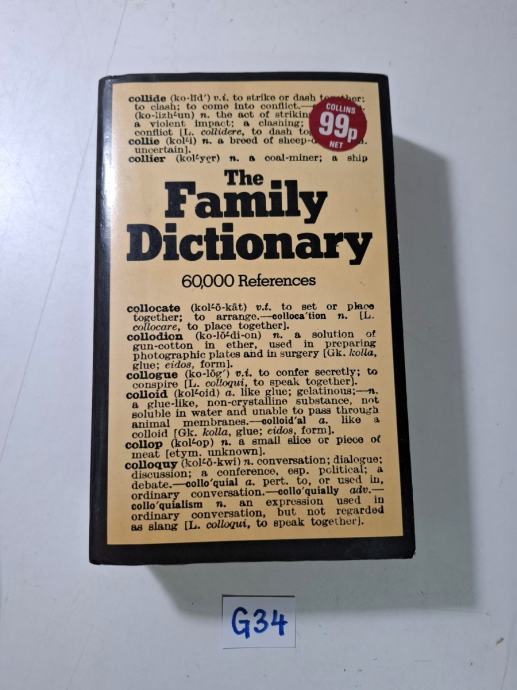 collide (ko-līd′) v.i. to strike or dash together;
to clash; to come into conflict.—
(ko-lizh′un) n. the act of striking
a violent impact; a clashing;
conflict [L. collidere, to dash
collie (kol′i) n. a breed of sheep-
uncertain].
collier (kol′yer) n. a coal-miner; a ship
COLLINS
99p
NET
The
Family
Dictionary
60,000 References
collocate (kol′ō-kāt) v.t. to set or place
together; to arrange.—colloca′tion n. [L.
collocare, to place together].
collodion (ko-lō′di-on) n. a solution of
gun-cotton in ether, used in preparing
photographic plates and in surgery [Gk. kolla,
glue; eidos, form].
collogue (ko-lōg′) v.i. to confer secretly; to
conspire [L. colloqui, to speak together].
colloid (kol′oid) a. like glue; gelatinous;—n.
a glue-like, non-crystalline substance, not
soluble in water and unable to pass through
animal membranes.—colloid′al a. like a
colloid [Gk. kolla, glue; eidos, form].
collop (kol′op) n. a small slice or piece of
meat [etym. unknown].
colloquy (kol′ō-kwi) n. conversation; dialogue;
discussion; a conference, esp. political; a
debate.—collo′quial a. pert. to, or used in,
ordinary conversation.—collo′quially adv.—
collo′quialism n. an expression used in
ordinary conversation, but not regarded
as slang [L. colloqui, to speak together].
G34